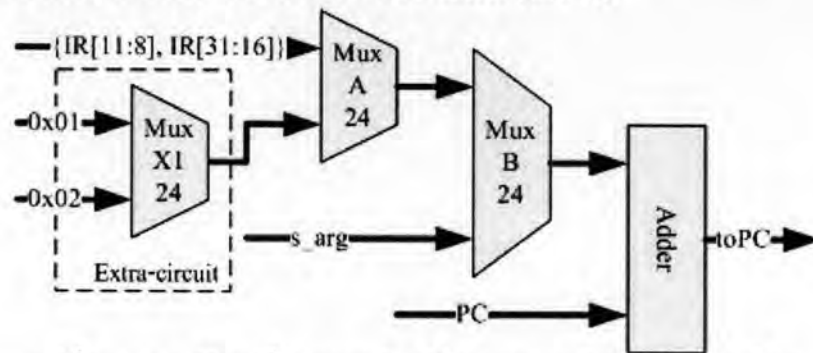 {IR[11:8], IR[31:16]}
Mux
A
24
0x01
0x02
Mux
X1
24
Extra-circuit
Mux
B
24
s_arg
PC
Adder
toPC